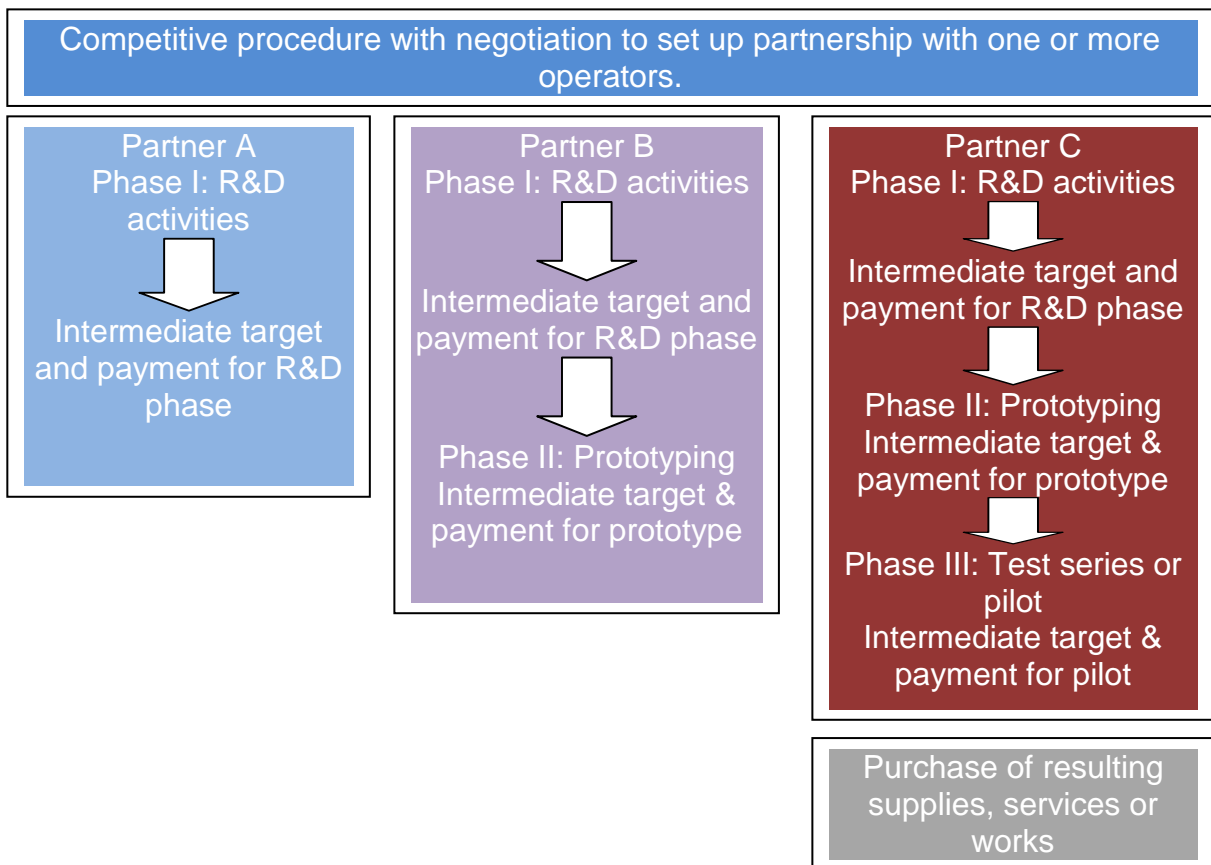 Competitive procedure with negotiation to set up partnership with one or more
operators.
Partner A
Phase I: R&D
activities
Intermediate target
and payment for R&D
phase
Partner B
Phase I: R&D activities
Intermediate target and
payment for R&D phase
Phase II: Prototyping
Intermediate target &
payment for prototype
Partner C
Phase I: R&D activities
Intermediate target and
payment for R&D phase
Phase II: Prototyping
Intermediate target &
payment for prototype
Phase III: Test series or
pilot
Intermediate target &
payment for pilot
Purchase of resulting
supplies, services or
works